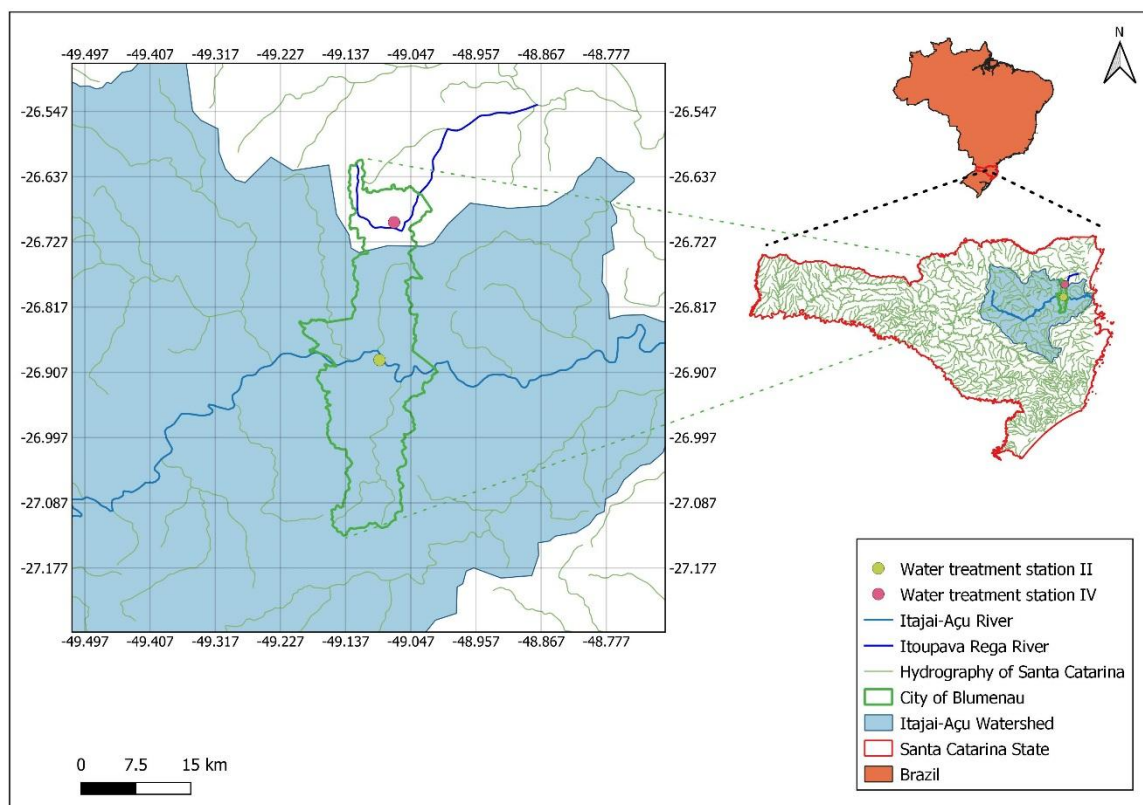 -49.497 -49.407 -49.317 -49.227 -49.137 -49.047 -48.957 -48.867 -48.777
N
-26.547 -26.547
-26.637 -26.637
-26.727 -26.727
-26.817 -26.817
-26.907 -26.907
-26.997 -26.997
-27.087 -27.087
-27.177 -27.177
-49.497 -49.407 -49.317 -49.227 -49.137 -49.047 -48.957 -48.867 -48.777
Water treatment station II
Water treatment station IV
Itajai-Açu River
Itoupava Rega River
Hydrography of Santa Catarina
City of Blumenau
Itajai-Açu Watershed
Santa Catarina State
Brazil
0 7.5 15 km